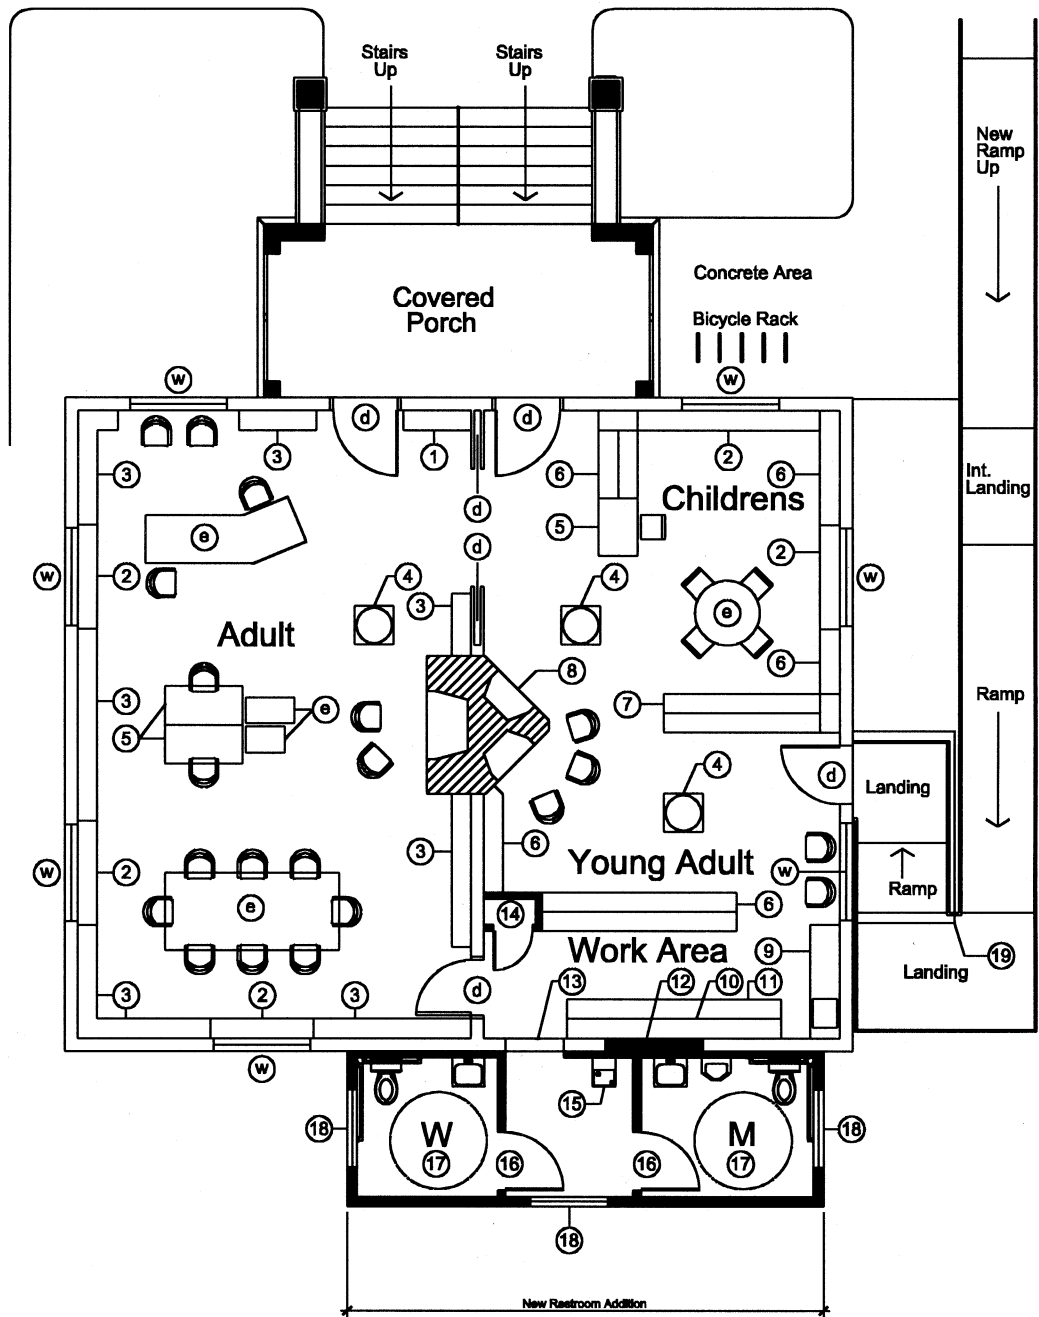 Stairs
Up
Stairs
Up
New
Ramp
Up
Concrete Area
Covered
Porch
Bicycle Rack
w
w
d
d
3
1
2
3
6
6
Int.
Landing
Childrens
d
5
e
d
2
w
2
4
4
w
3
e
Adult
6
8
3
7
e
Ramp
5
4
d
Landing
3
6
w
2
Young Adult
w
Ramp
e
14
6
Work Area
9
19
Landing
3
2
3
d
13
12
10
11
w
15
18
W
M
18
17
16
16
17
18
New Restroom Addition